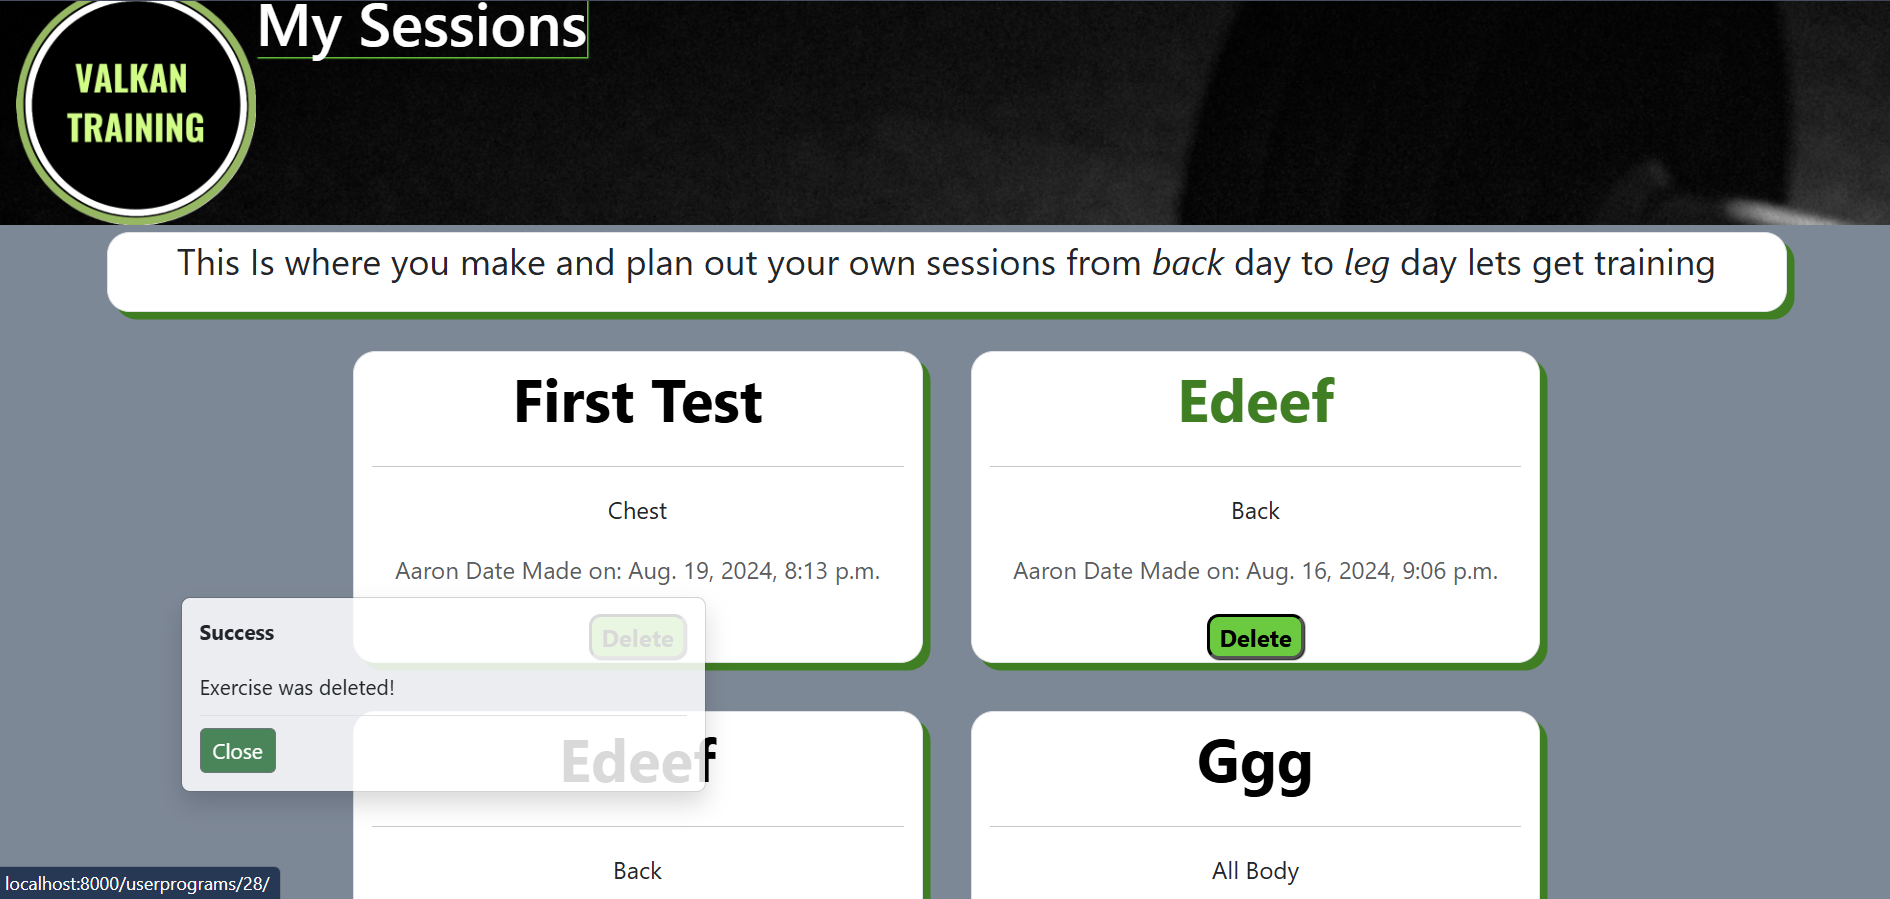 My Sessions
VALKAN
TRAINING
This Is where you make and plan out your own sessions from back day to leg day lets get training
First Test
Chest
Aaron Date Made on: Aug. 19, 2024, 8:13 p.m.
Delete
Edeef
Back
Aaron Date Made on: Aug. 16, 2024, 9:06 p.m.
Delete
Success
Exercise was deleted!
Close
Edeef
Back
Ggg
All Body
localhost:8000/userprograms/28/